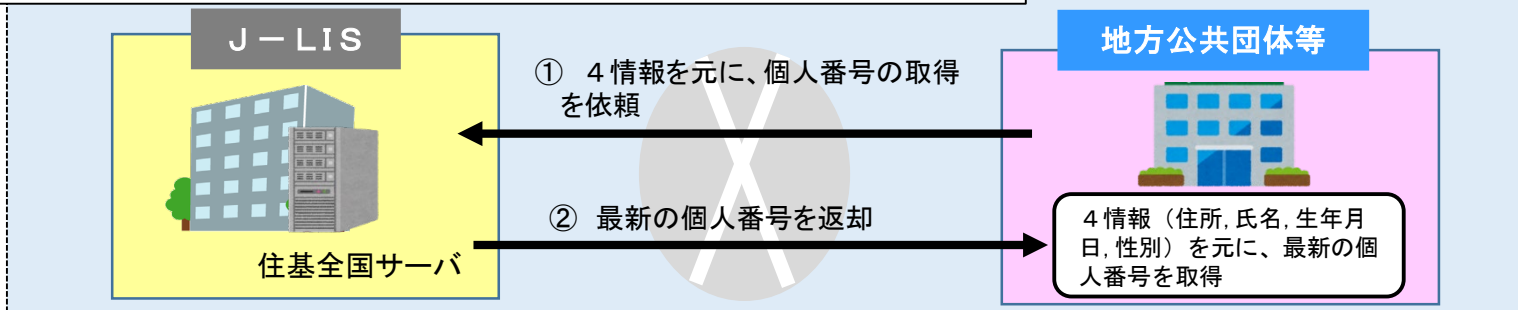 J－LIS
地方公共団体等
① ４情報を元に、個人番号の取得
を依頼
② 最新の個人番号を返却
住基全国サーバ
４情報（住所, 氏名, 生年月
日, 性別）を元に、最新の個
人番号を取得